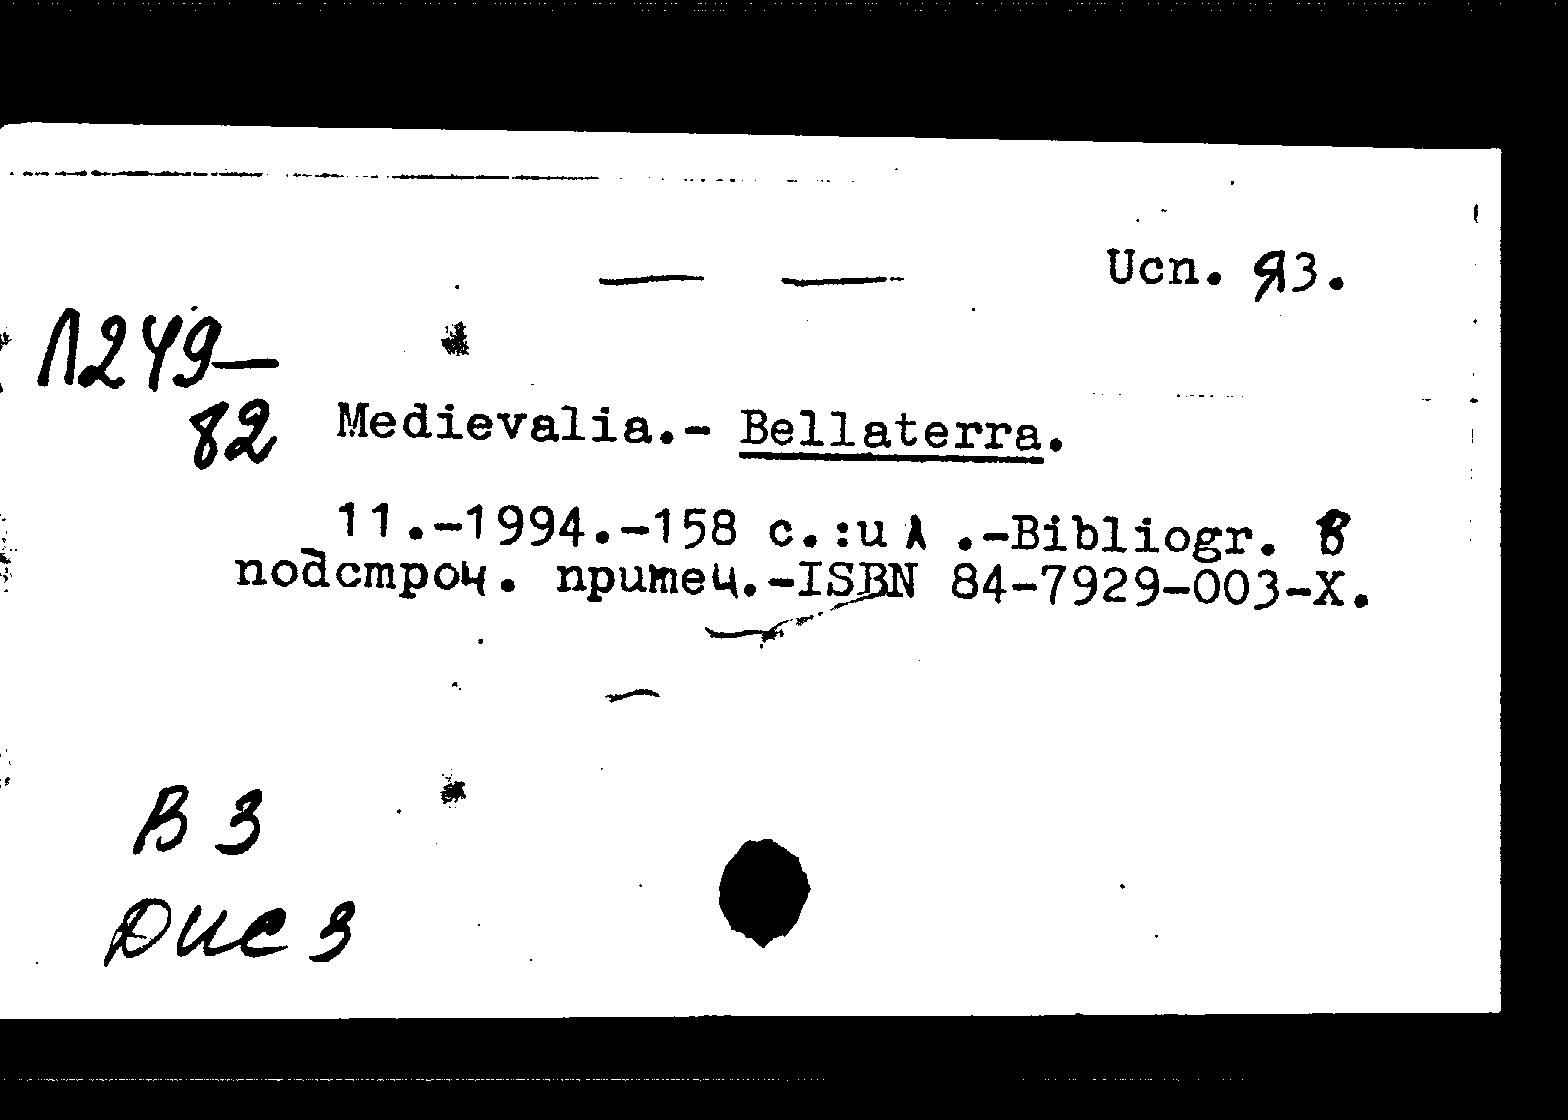 Исп. яз.
Л249–
82 Medievalia.- Bellaterra.
11.-1994.-158 с.:ил.-Bibliogr. в
подстроч. примеч.-ISBN 84-7929-003-X.
В 3
Дис 3